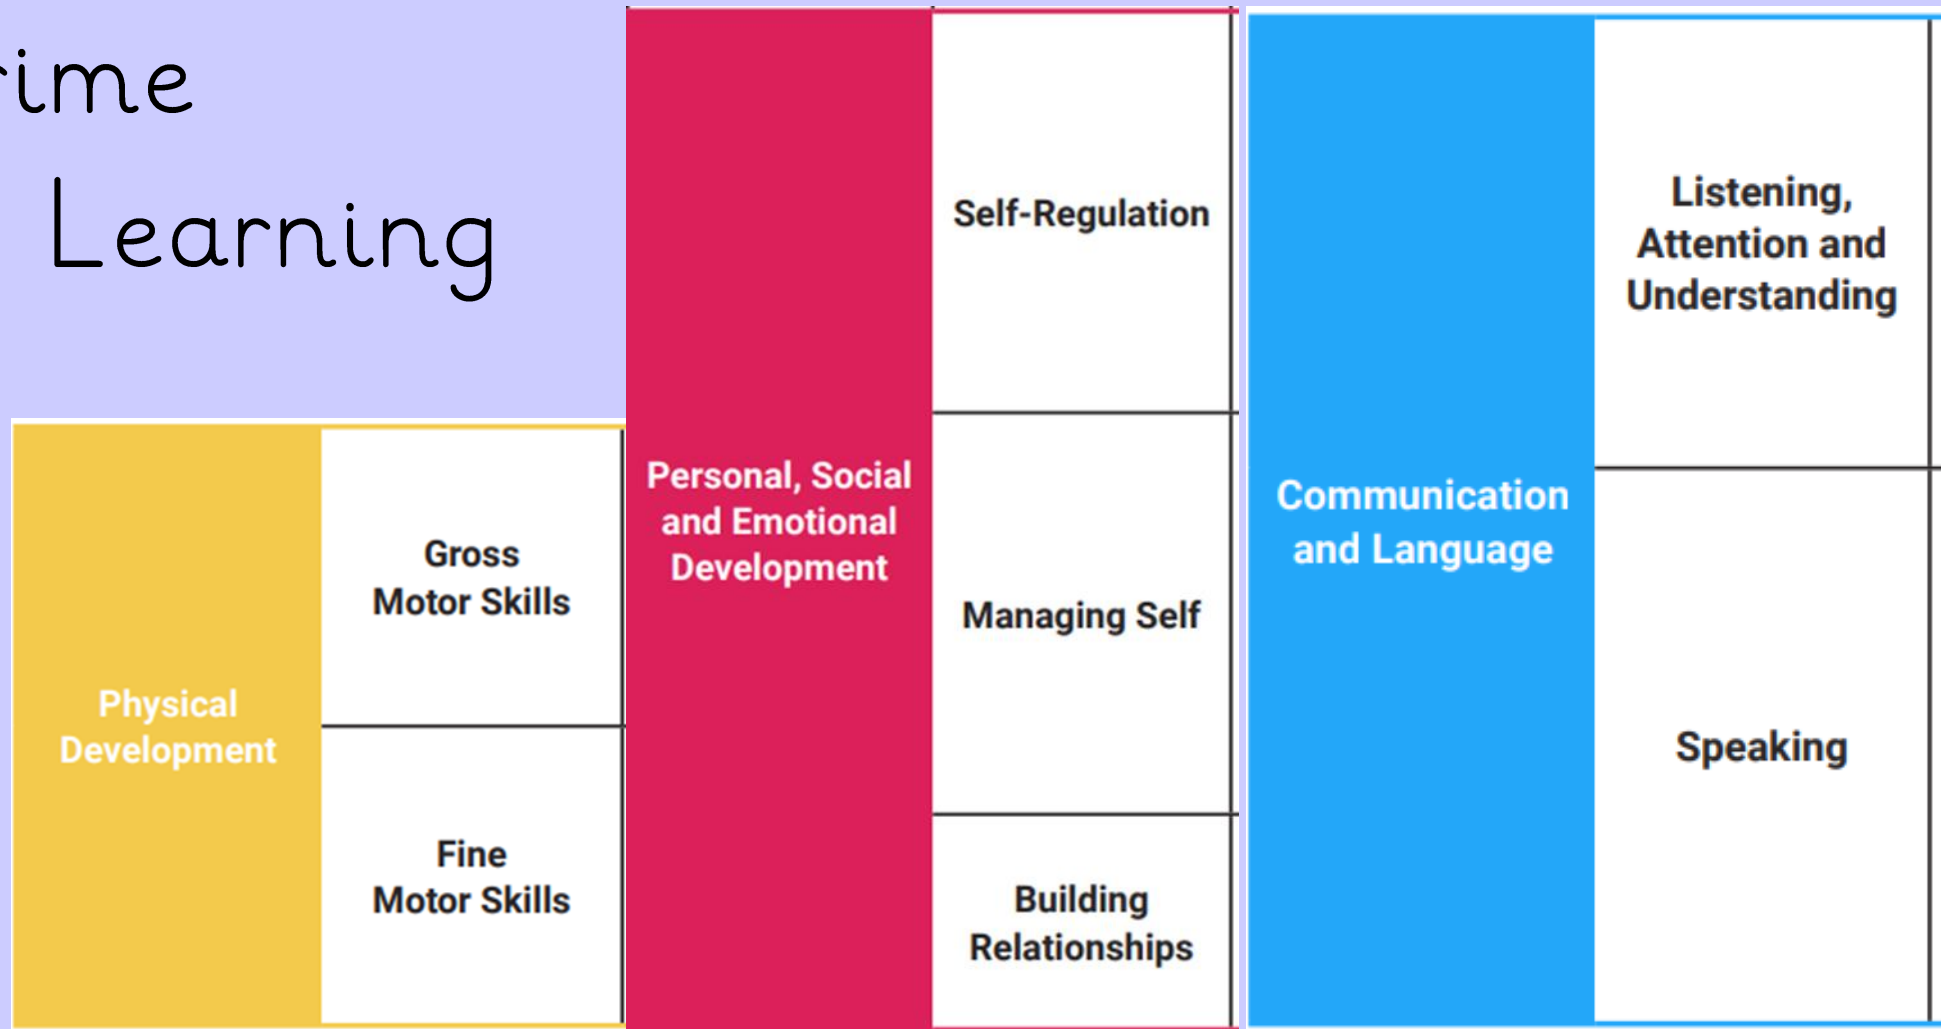 rime
Learning
Physical
Development
Gross
Motor Skills
Fine
Motor Skills
Personal, Social
and Emotional
Development
Self-Regulation
Managing Self
Building
Relationships
Communication
and Language
Listening,
Attention and
Understanding
Speaking